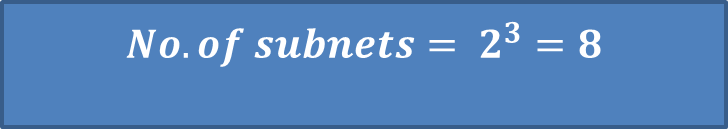 No. of subnets = 2³ = 8